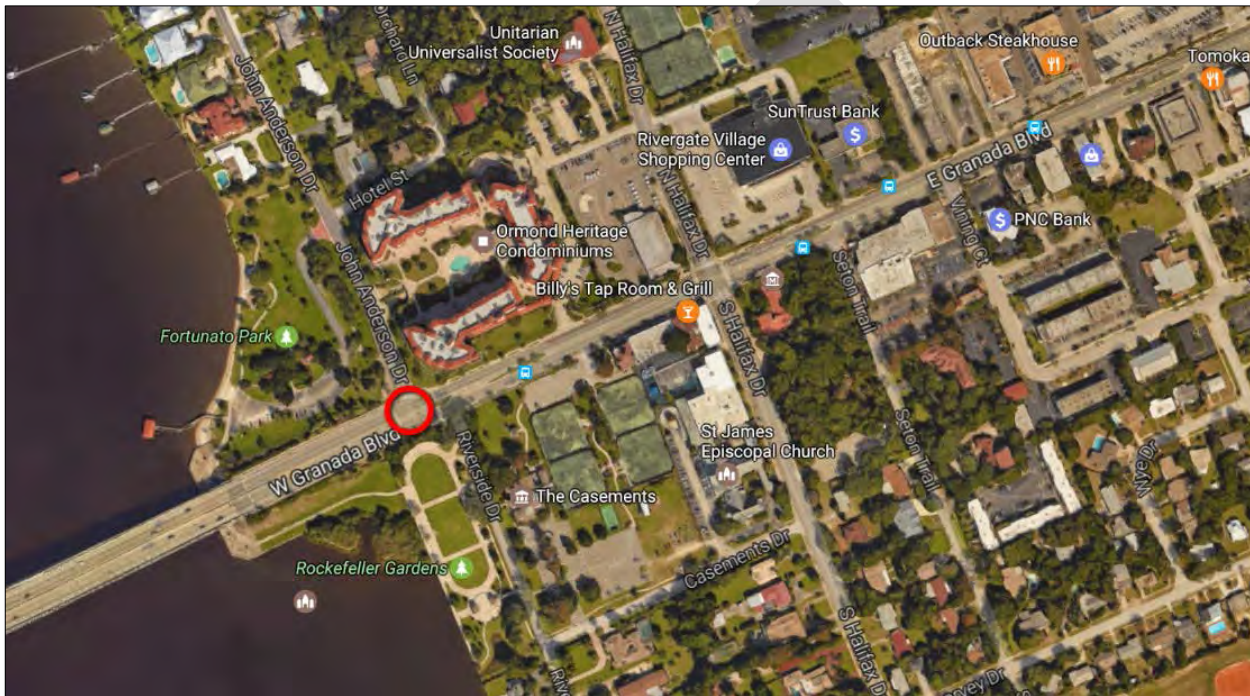 Unitarian
Universalist Society
N Halifax Dr
Outback Steakhouse
Tomoka
John Anderson Dr
SunTrust Bank
Rivergate Village
Shopping Center
E Granada Blvd
Hotel St
N Halifax Dr
Vining Ct
PNC Bank
Ormond Heritage
Condominiums
John Anderson Dr
Seton Trail
Billy's Tap Room & Grill
Fortunato Park
S Halifax Dr
W Granada Blvd
Riverside Dr
St James
Episcopal Church
Seton Trail
Wye Dr
The Casements
Rockefeller Gardens
Casements Dr
S Halifax Dr